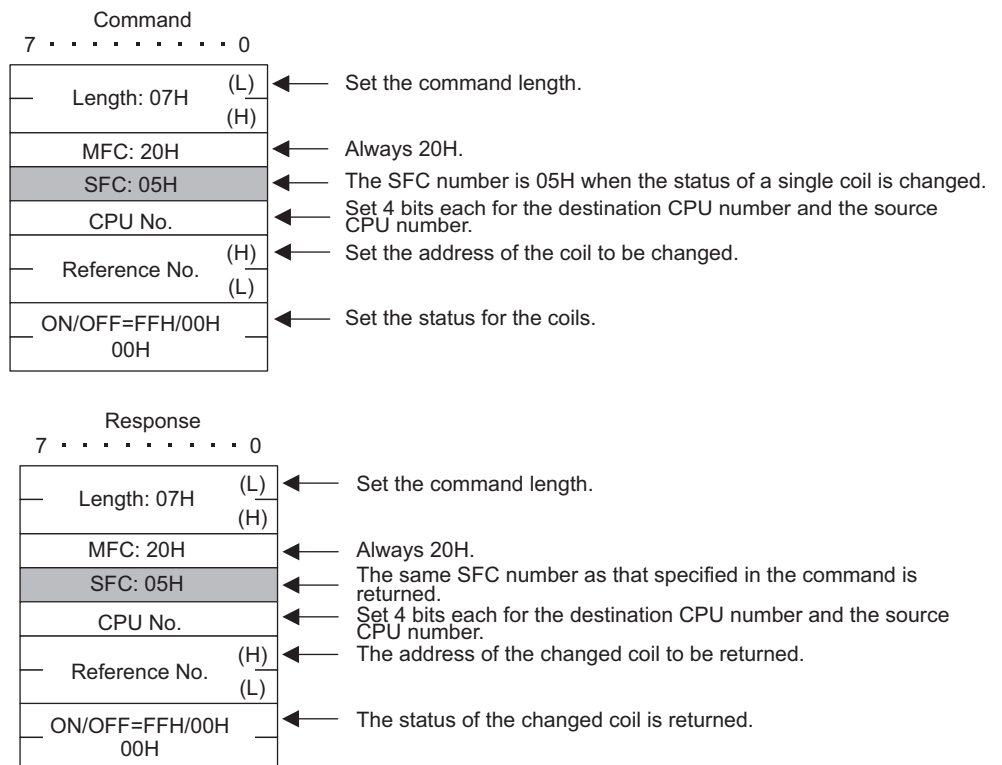 Command
7 · · · · · · · · · 0
Length: 07H
(L)
(H)
Set the command length.
MFC: 20H
Always 20H.
SFC: 05H
The SFC number is 05H when the status of a single coil is changed.
CPU No.
Set 4 bits each for the destination CPU number and the source
CPU number.
Reference No.
(H)
(L)
Set the address of the coil to be changed.
ON/OFF=FFH/00H
00H
Set the status for the coils.
Response
7 · · · · · · · · · 0
Length: 07H
(L)
(H)
Set the command length.
MFC: 20H
Always 20H.
SFC: 05H
The same SFC number as that specified in the command is
returned.
CPU No.
Set 4 bits each for the destination CPU number and the source
CPU number.
Reference No.
(H)
(L)
The address of the changed coil to be returned.
ON/OFF=FFH/00H
00H
The status of the changed coil is returned.